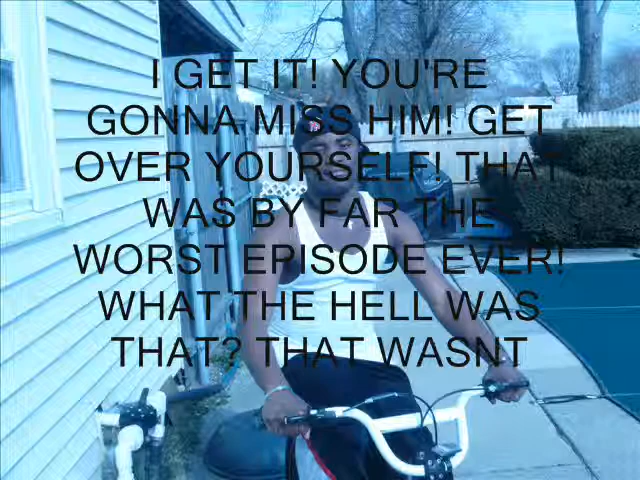 I GET IT! YOU'RE
GONNA MISS HIM! GET
OVER YOURSELF! THAT
WAS BY FAR THE
WORST EPISODE EVER!
WHAT THE HELL WAS
THAT? THAT WASNT